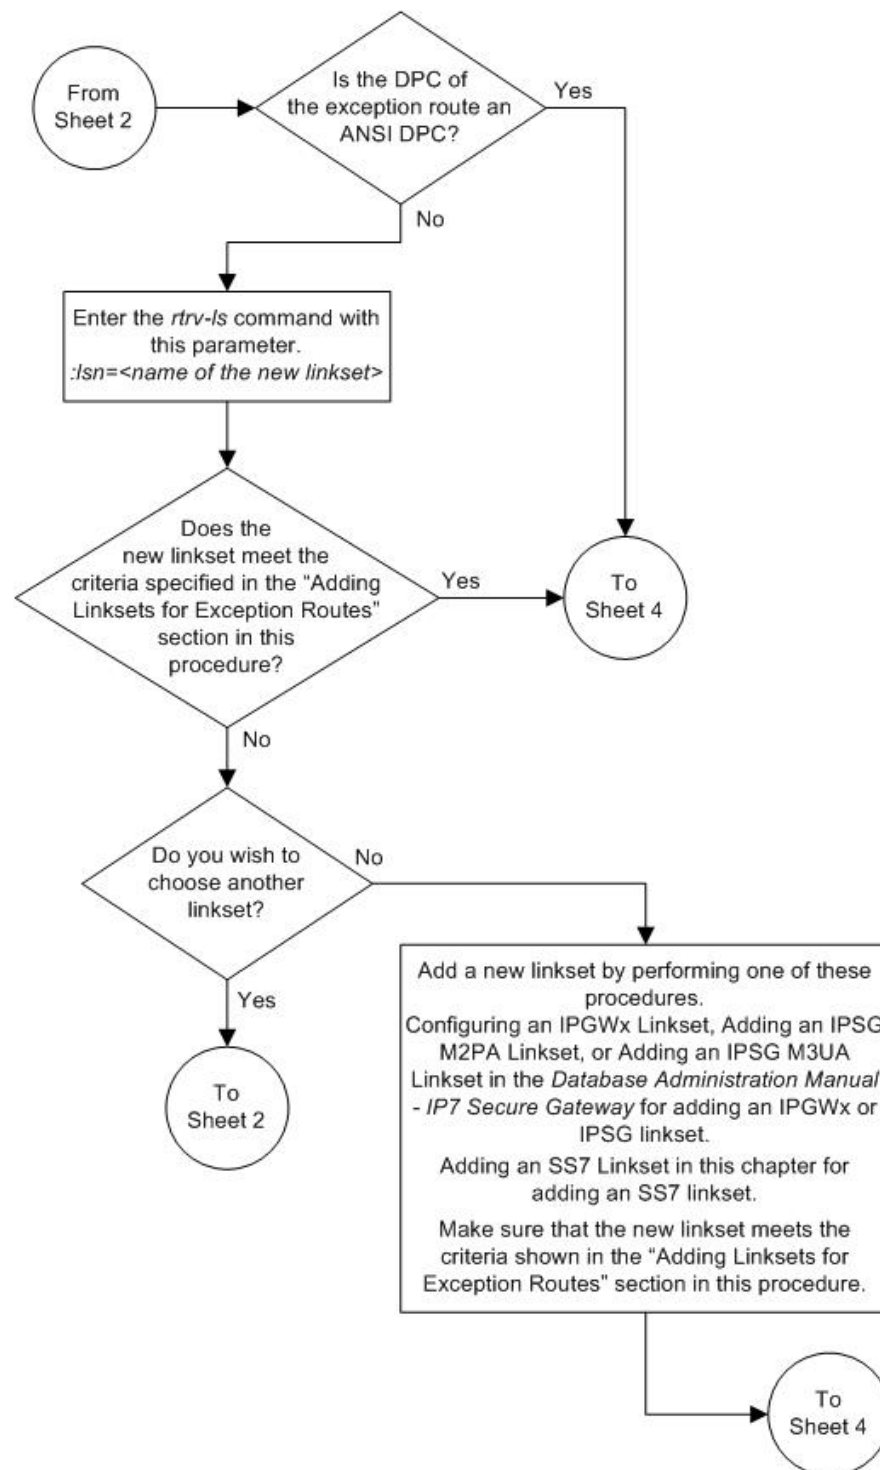 From
Sheet 2
Is the DPC of
the exception route an
ANSI DPC?
Yes
No
Enter the rtrv-ls command with
this parameter.
:lsn=<name of the new linkset>
Does the
new linkset meet the
criteria specified in the “Adding
Linksets for Exception Routes”
section in this
procedure?
Yes
To
Sheet 4
No
Do you wish to
choose another
linkset?
No
Yes
To
Sheet 2
Add a new linkset by performing one of these
procedures.
Configuring an IPGWx Linkset, Adding an IPSG
M2PA Linkset, or Adding an IPSG M3UA
Linkset in the Database Administration Manual
- IP7 Secure Gateway for adding an IPGWx or
IPSG linkset.
Adding an SS7 Linkset in this chapter for
adding an SS7 linkset.
Make sure that the new linkset meets the
criteria shown in the “Adding Linksets for
Exception Routes” section in this procedure.
To
Sheet 4